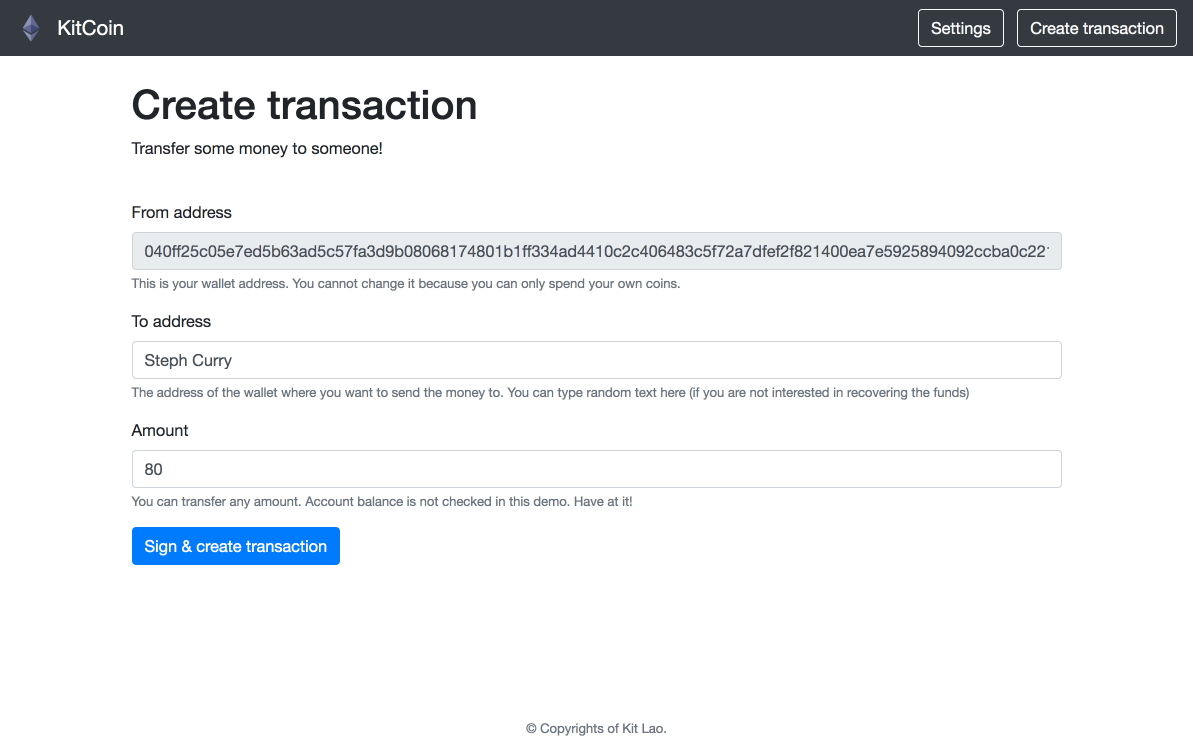 KitCoin
Settings
Create transaction
Create transaction
Transfer some money to someone!
From address
040ff25c05e7ed5b63ad5c57fa3d9b08068174801b1ff334ad4410c2c406483c5f72a7dfef2f821400ea7e5925894092ccba0c22
This is your wallet address. You cannot change it because you can only spend your own coins.
To address
Steph Curry
The address of the wallet where you want to send the money to. You can type random text here (if you are not interested in recovering the funds)
Amount
80
You can transfer any amount. Account balance is not checked in this demo. Have at it!
Sign & create transaction
© Copyrights of Kit Lao.